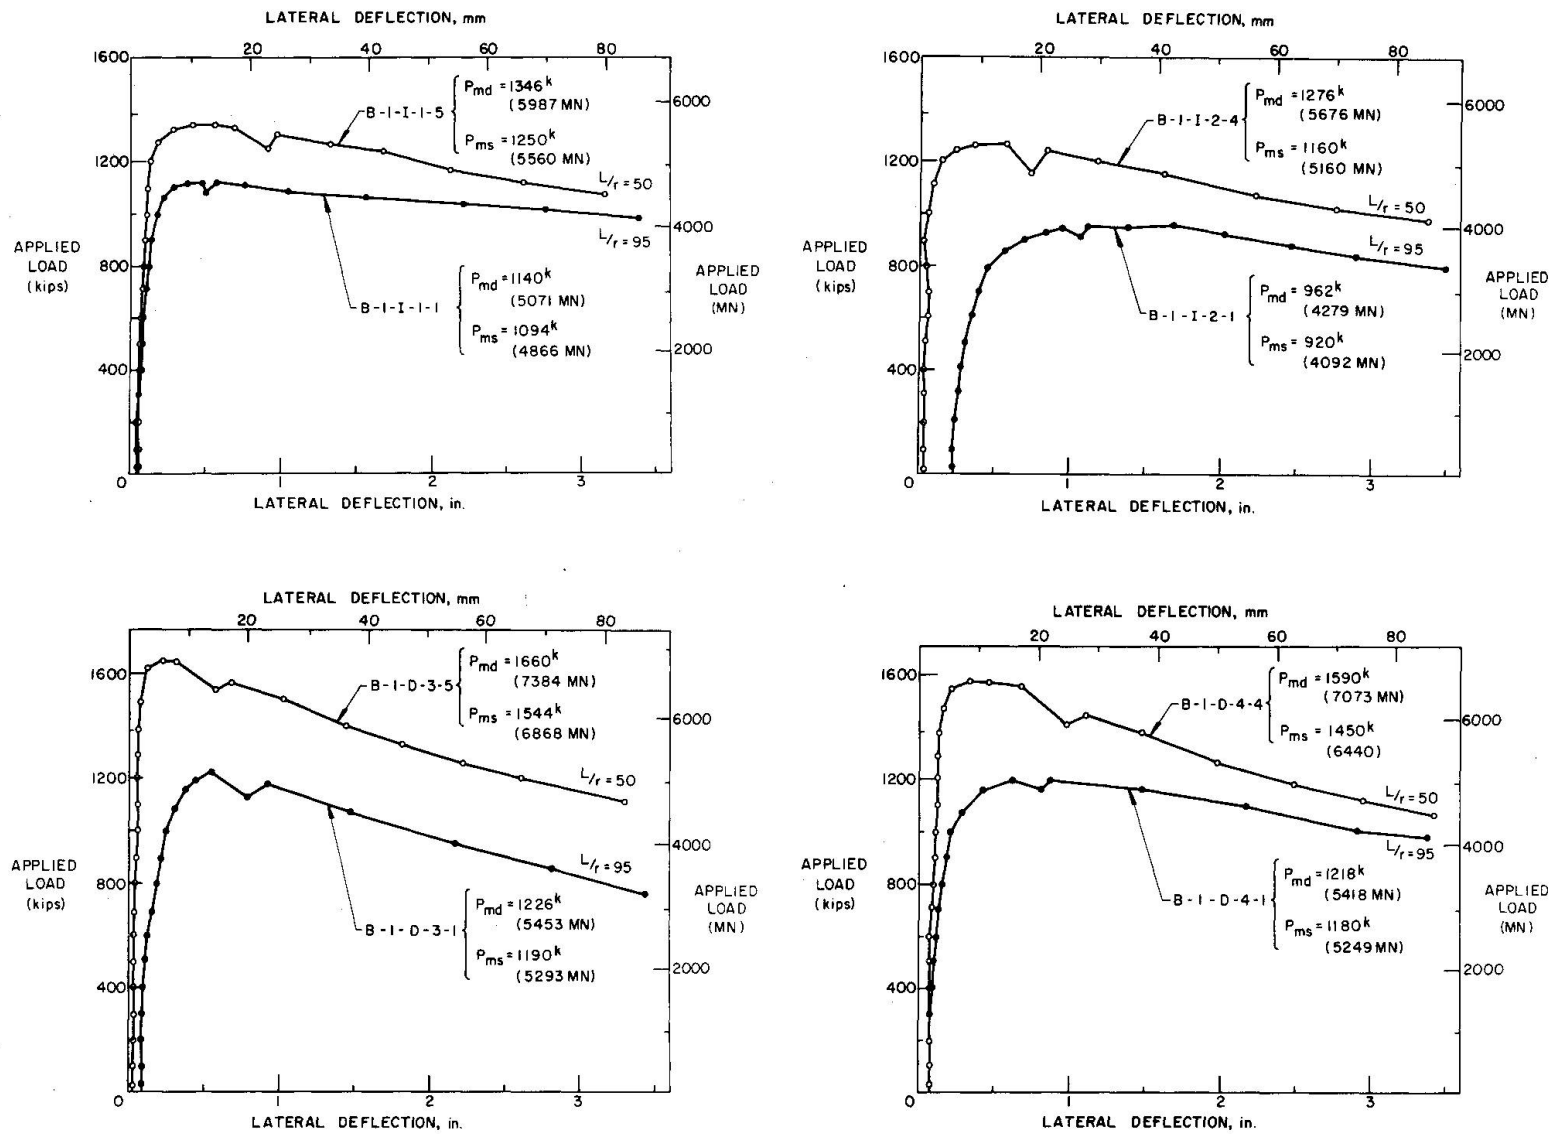 LATERAL DEFLECTION, mm
20 40 60 80
1600
1200
800
400
0
6000
4000
2000
B-1-I-1-5
Pmd = 1346k
(5987 MN)
Pms = 1250k
(5560 MN)
L/r = 50
L/r = 95
B-1-I-1-1
Pmd = 1140k
(5071 MN)
Pms = 1094k
(4866 MN)
APPLIED
LOAD
(kips)
APPLIED
LOAD
(MN)
1 2 3
LATERAL DEFLECTION, in.
LATERAL DEFLECTION, mm
20 40 60 80
1600
1200
800
400
0
6000
4000
2000
B-1-I-2-4
Pmd = 1276k
(5676 MN)
Pms = 1160k
(5160 MN)
L/r = 50
L/r = 95
B-1-I-2-1
Pmd = 962k
(4279 MN)
Pms = 920k
(4092 MN)
APPLIED
LOAD
(kips)
APPLIED
LOAD
(MN)
1 2 3
LATERAL DEFLECTION, in.
LATERAL DEFLECTION, mm
20 40 60 80
1600
1200
800
400
0
6000
4000
2000
B-1-D-3-5
Pmd = 1660k
(7384 MN)
Pms = 1544k
(6868 MN)
L/r = 50
L/r = 95
B-1-D-3-1
Pmd = 1226k
(5453 MN)
Pms = 1190k
(5293 MN)
APPLIED
LOAD
(kips)
APPLIED
LOAD
(MN)
1 2 3
LATERAL DEFLECTION, in.
LATERAL DEFLECTION, mm
20 40 60 80
1600
1200
800
400
0
6000
4000
2000
B-1-D-4-4
Pmd = 1590k
(7073 MN)
Pms = 1450k
(6440)
L/r = 50
L/r = 95
B-1-D-4-1
Pmd = 1218k
(5418 MN)
Pms = 1180k
(5249 MN)
APPLIED
LOAD
(kips)
APPLIED
LOAD
(MN)
1 2 3
LATERAL DEFLECTION, in.